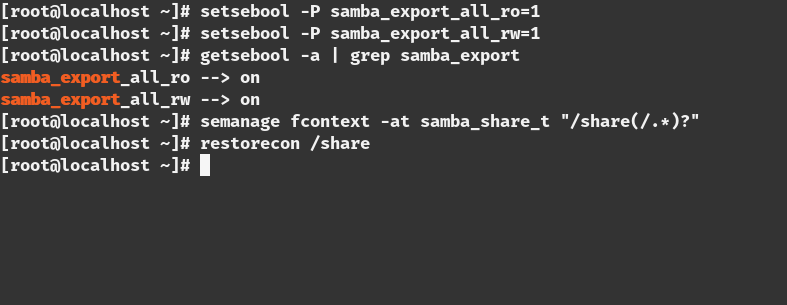 [root@localhost ~]# setsebool -P samba_export_all_ro=1
[root@localhost ~]# setsebool -P samba_export_all_rw=1
[root@localhost ~]# getsebool -a | grep samba_export
samba_export_all_ro --> on
samba_export_all_rw --> on
[root@localhost ~]# semanage fcontext -at samba_share_t "/share(/.*)?"
[root@localhost ~]# restorecon /share
[root@localhost ~]#